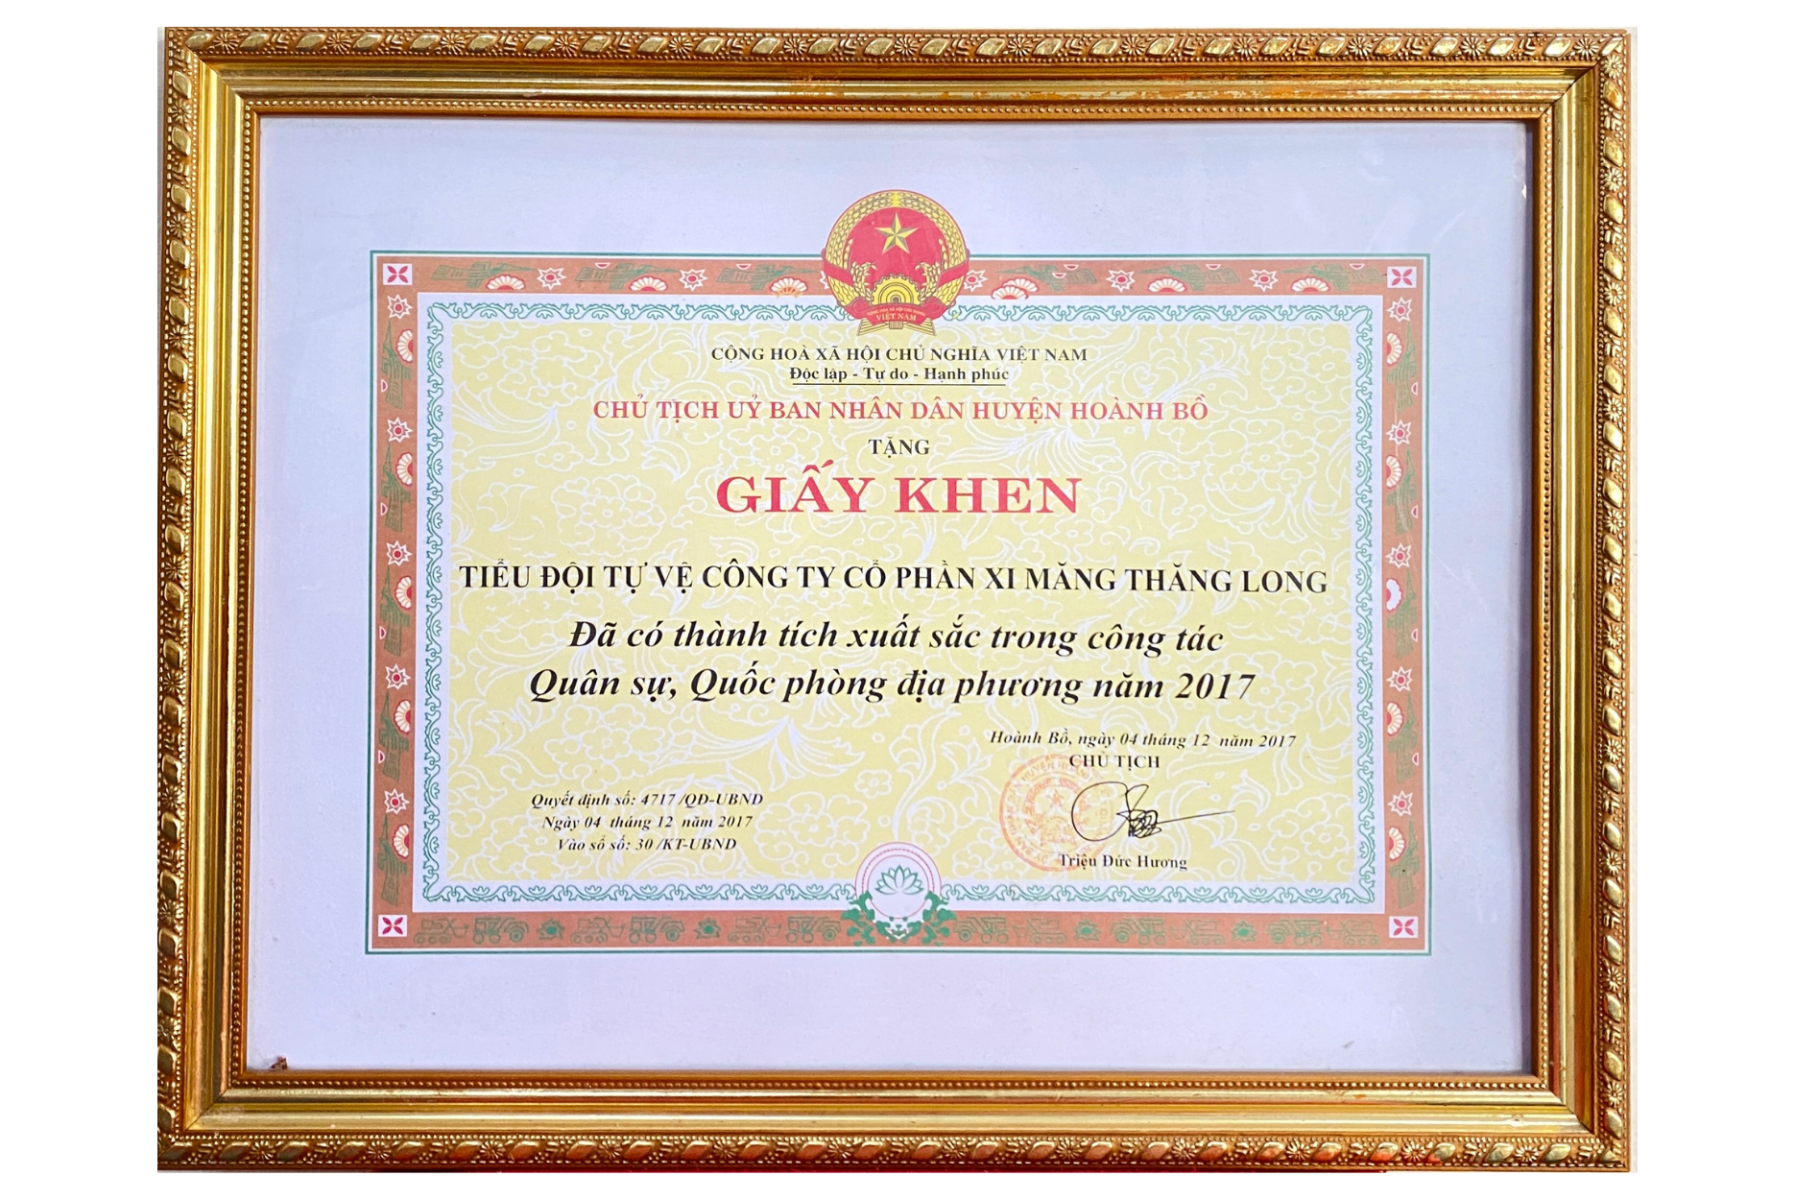 VIỆT NAM
CỘNG HOÀ XÃ HỘI CHỦ NGHĨA VIỆT NAM
Độc lập - Tự do - Hạnh phúc
CHỦ TỊCH UỶ BAN NHÂN DÂN HUYỆN HOÀNH BỒ
TẶNG
GIẤY KHEN
TIỂU ĐỘI TỰ VỆ CÔNG TY CỔ PHẦN XI MĂNG THĂNG LONG
Đã có thành tích xuất sắc trong công tác
Quân sự, Quốc phòng địa phương năm 2017
Hoành Bồ, ngày 04 tháng 12 năm 2017
CHỦ TỊCH
Quyết định số: 4717 /QĐ-UBND
Ngày 04 tháng 12 năm 2017
Vào sổ số: 30 /KT-UBND
Triệu Đức Hương